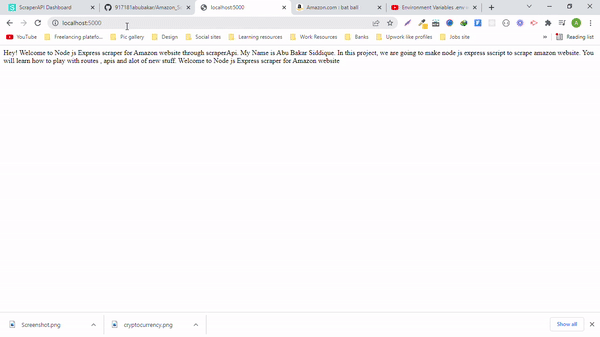 ScraperAPI Dashboard
917181abubakar/Amazon_S
localhost:5000
Amazon.com : bat ball
Environment Variables .env
localhost:5000
YouTube
Freelancing platefo...
Pic gallery
Design
Social sites
Learning resources
Work Resources
Banks
Upwork-like profiles
Jobs site
»
Reading list
Hey! Welcome to Node js Express scraper for Amazon website through scraperApi. My Name is Abu Bakar Siddique. In this project, we are going to make node js express sscript to scrape amazon website. You
will learn how to play with routes , apis and alot of new stuff. Welcome to Node js Express scraper for Amazon website
Screenshot.png
cryptocurrency.png
Show all